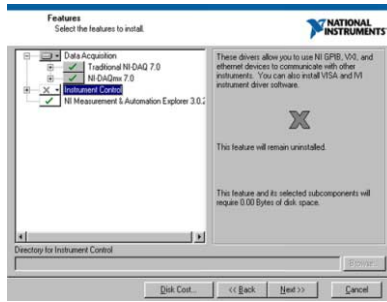 Features
Select the features to install.
NATIONAL
INSTRUMENTS
Data Acquisition
Traditional NI-DAQ 7.0
NI-DAQmx 7.0
Instrument Control
NI Measurement & Automation Explorer 3.0.2
These drivers allow you to use NI GPIB, VXI, and
ethernet devices to communicate with other
instruments. You can also install VISA and IVI
instrument driver software.
This feature will remain uninstalled.
This feature and its selected subcomponents will
require 0.00 Bytes of disk space.
Directory for Instrument Control
Browse...
Disk Cost...
<< Back
Next >>
Cancel